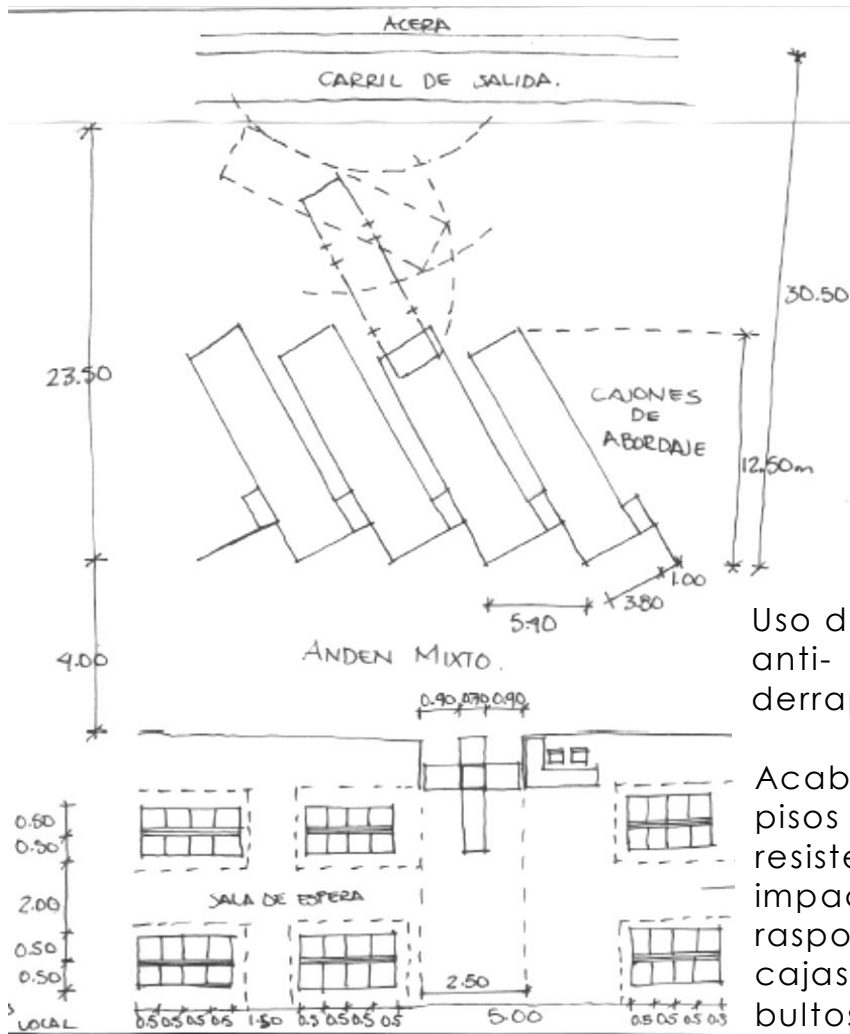 ACERA
CARRIL DE SALIDA.
30.50
23.50
CAJONES
DE
ABORDAJE
12.50m
1.00
3.80
5.90
4.00
ANDEN MIXTO.
0.90 0.70 0.90
Uso d
anti-
derra
Acab
pisos
resiste
impac
raspo
cajas
bultos
0.50
0.50
2.00
SALA DE ESPERA
0.50
0.50
2.50
LOCAL
0.5 0.5 0.5 0.5 1.50 0.5 0.5 0.5 0.5 5.00 0.5 0.5 0.5 0.5